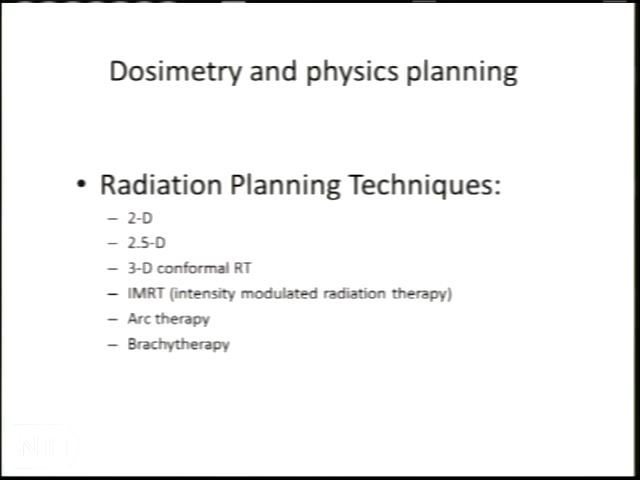 Dosimetry and physics planning
• Radiation Planning Techniques:
– 2-D
– 2.5-D
– 3-D conformal RT
– IMRT (intensity modulated radiation therapy)
– Arc therapy
– Brachytherapy